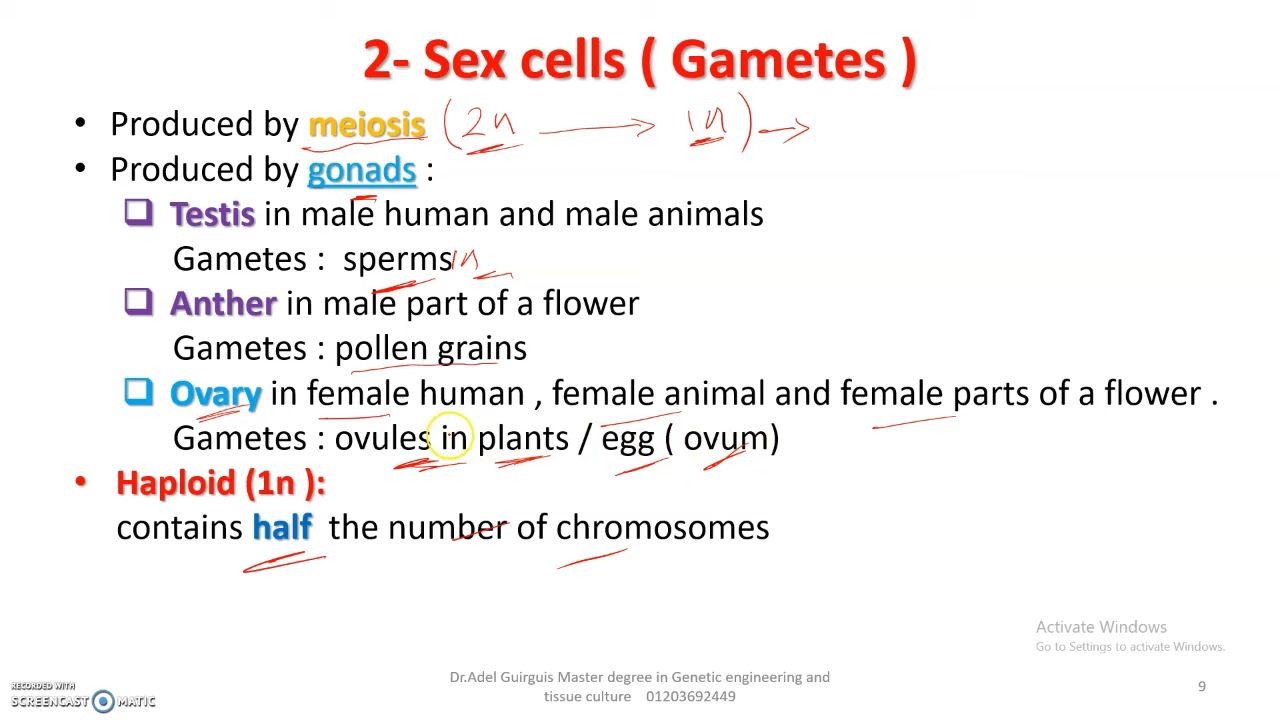 2- Sex cells ( Gametes )
• Produced by meiosis (2n → 1n) →
• Produced by gonads :
❑ Testis in male human and male animals
Gametes : sperms 1n
❑ Anther in male part of a flower
Gametes : pollen grains
❑ Ovary in female human , female animal and female parts of a flower .
Gametes : ovules in plants / egg ( ovum)
• Haploid (1n ):
contains half the number of chromosomes
Activate Windows
Go to Settings to activate Windows.
Dr.Adel Guirguis Master degree in Genetic engineering and
tissue culture 01203692449
9
RECORDED WITH
SCREENCAST MATIC